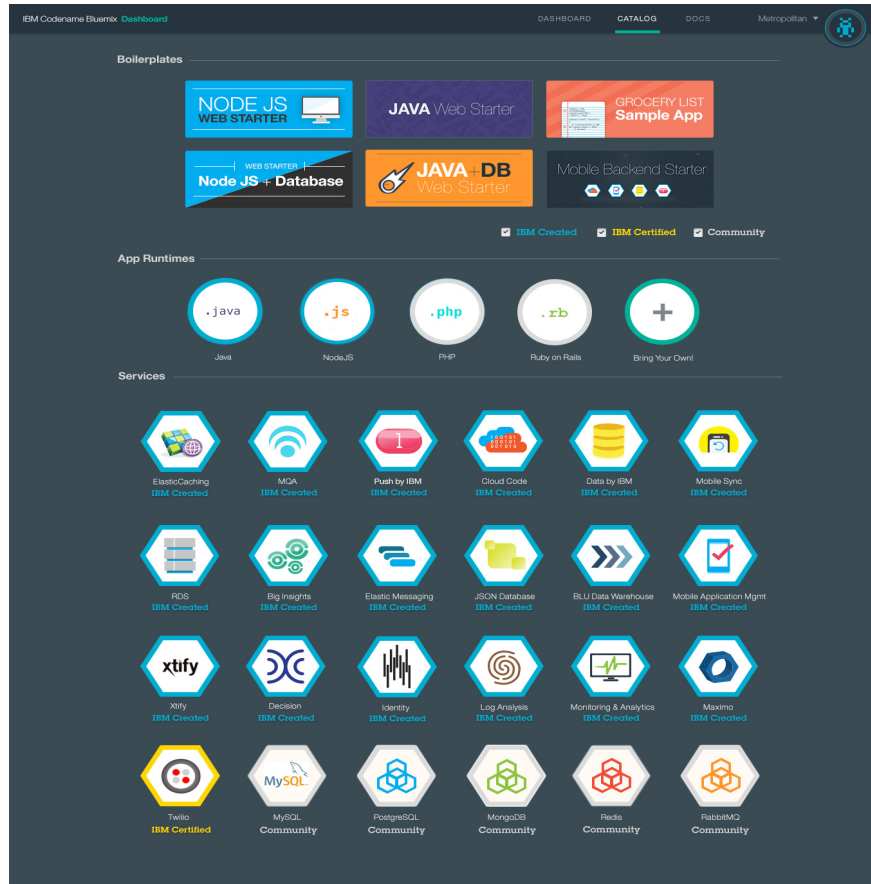 IBM Codename Bluemix Dashboard
DASHBOARD CATALOG DOCS Metropolitan
Boilerplates
NODE JS
WEB STARTER
JAVA Web Starter
GROCERY LIST
Sample App
WEB STARTER
Node JS + Database
JAVA+DB
Web Starter
Mobile Backend Starter
IBM Created IBM Certified Community
App Runtimes
.java .js .php .rb +
Java NodeJS PHP Ruby on Rails Bring Your Own!
Services
1
100101
010101
001010
ElasticCaching MQA Push by IBM Cloud Code Data by IBM Mobile Sync
IBM Created IBM Created IBM Created IBM Created IBM Created IBM Created
RDS Big Insights Elastic Messaging JSON Database BLU Data Warehouse Mobile Application Mgmt
IBM Created IBM Created IBM Created IBM Created IBM Created IBM Created
xtify
Xtify Decision Identity Log Analysis Monitoring & Analytics Maximo
IBM Created IBM Created IBM Created IBM Created IBM Created IBM Created
MySQL
Twilio MySQL PostgreSQL MongoDB Redis RabbitMQ
IBM Certified Community Community Community Community Community